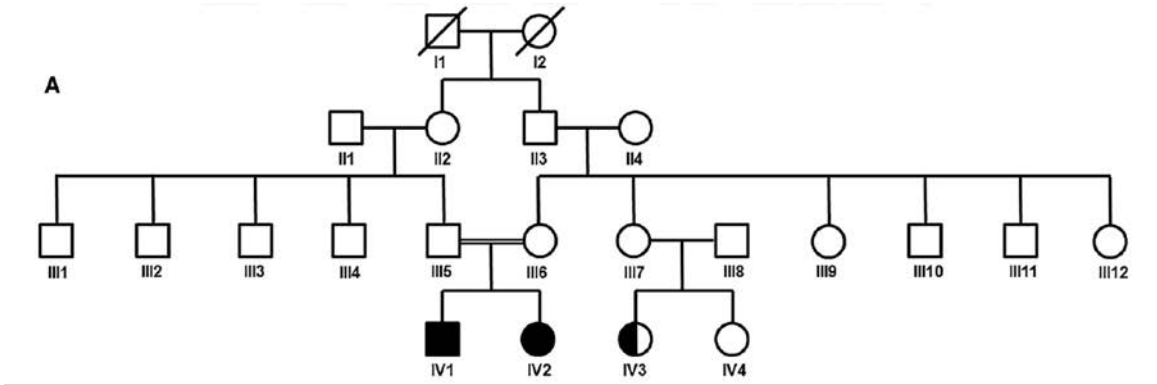 I1 I2
A
II1 II2 II3 II4
III1 III2 III3 III4 III5 III6 III7 III8 III9 III10 III11 III12
IV1 IV2 IV3 IV4